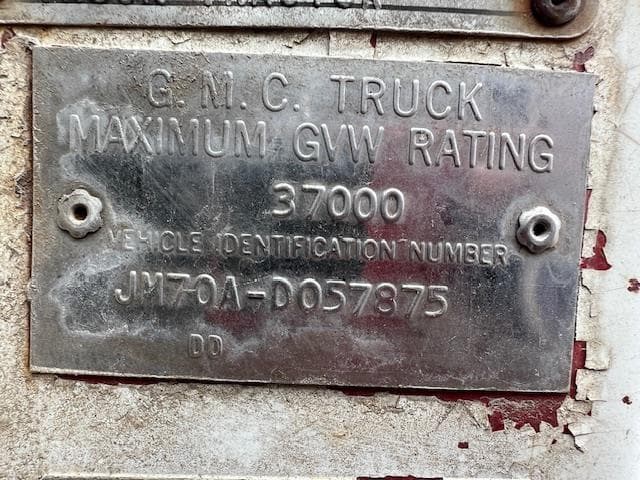 G. M. C. TRUCK
MAXIMUM GVW RATING
37000
VEHICLE IDENTIFICATION NUMBER
JM70A-D057875
DD